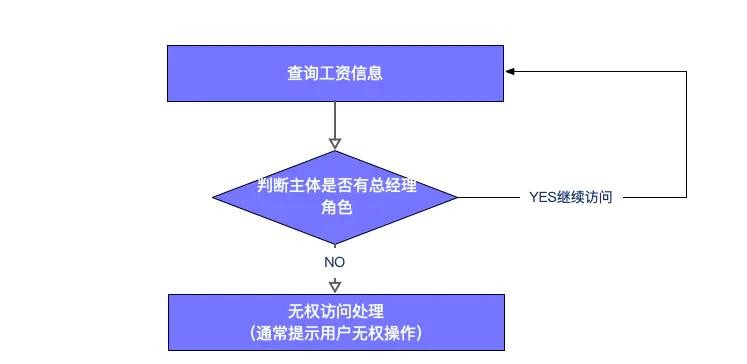 查询工资信息
判断主体是否有总经理
角色
YES继续访问
NO
无权访问处理
（通常提示用户无权操作）